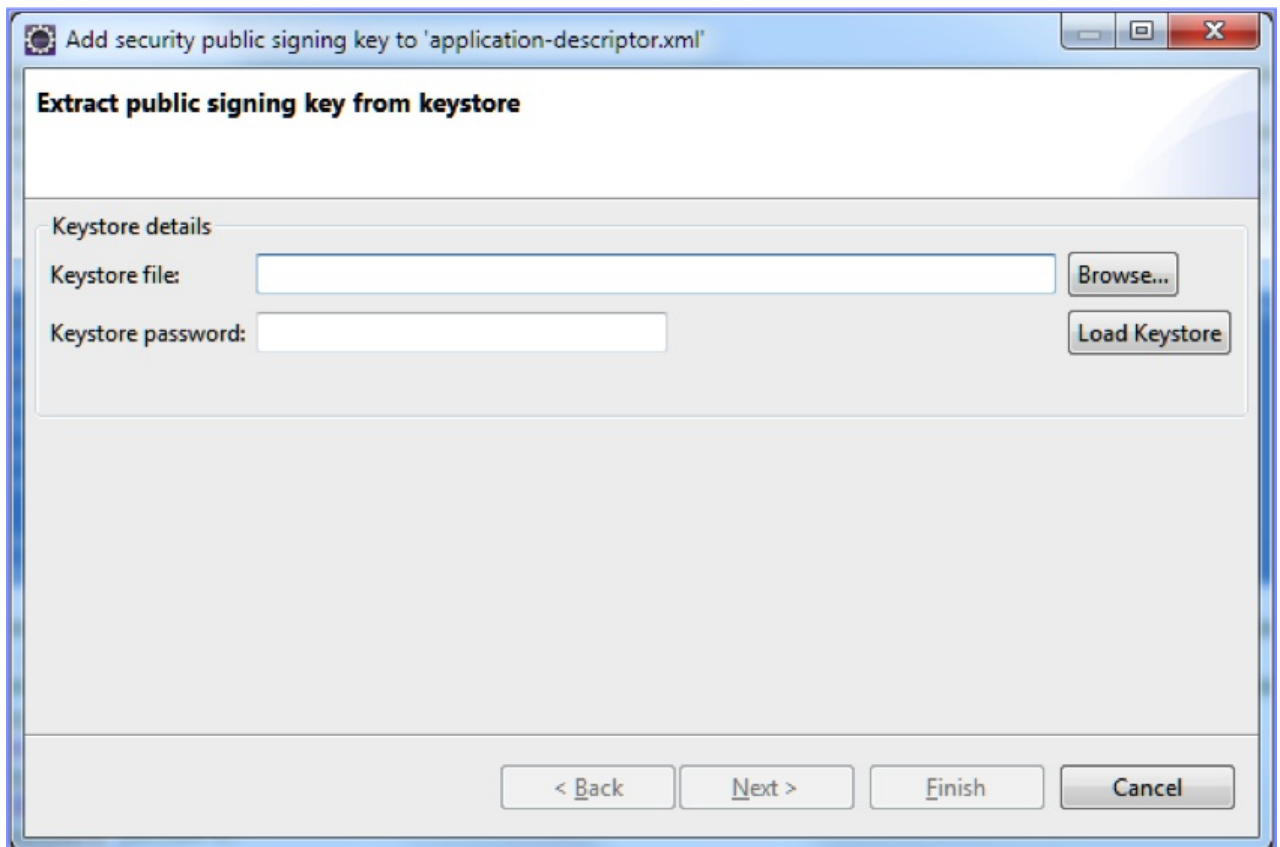 Add security public signing key to 'application-descriptor.xml'
Extract public signing key from keystore
Keystore details
Keystore file:
Browse...
Keystore password:
Load Keystore
< Back
Next >
Finish
Cancel